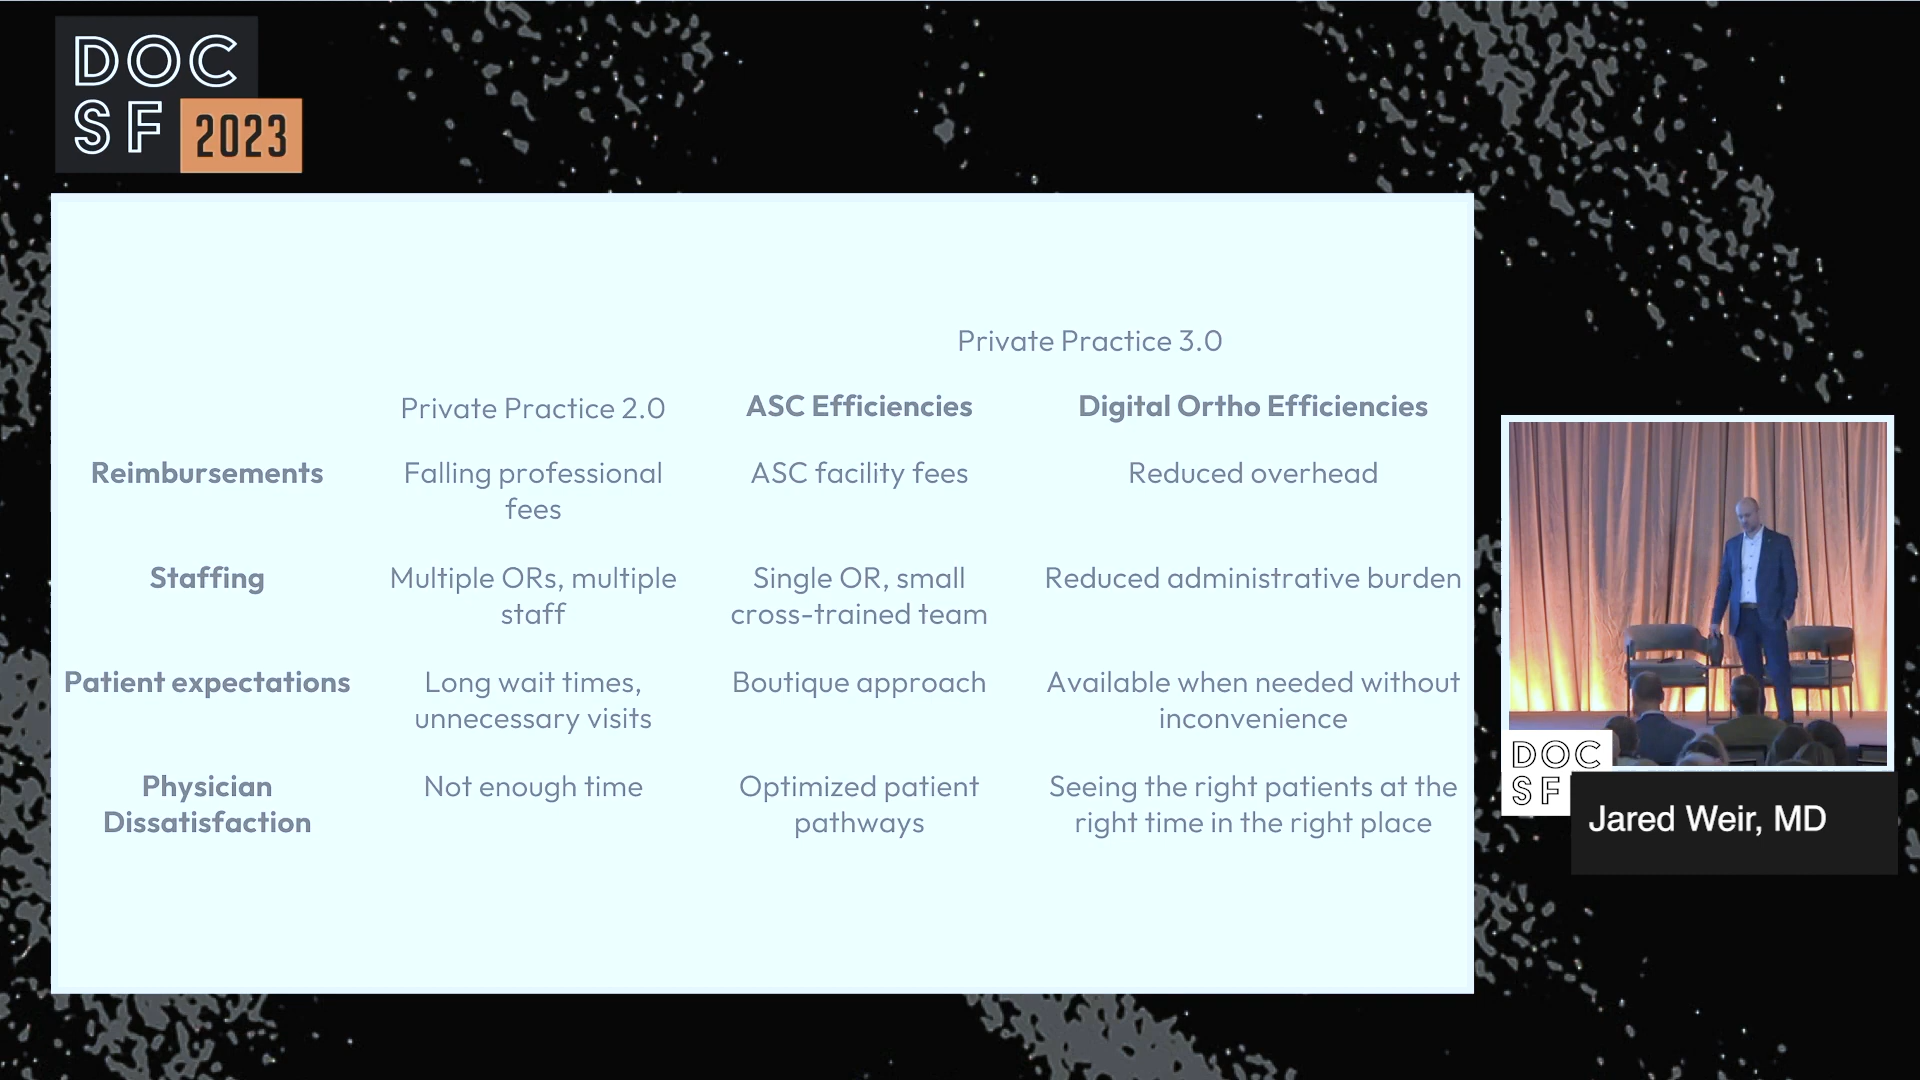 DOC
SF 2023
Private Practice 3.0
Private Practice 2.0 ASC Efficiencies Digital Ortho Efficiencies
Reimbursements Falling professional ASC facility fees Reduced overhead
fees
Staffing Multiple ORs, multiple Single OR, small Reduced administrative burden
staff cross-trained team
Patient expectations Long wait times, Boutique approach Available when needed without
unnecessary visits inconvenience
Physician Not enough time Optimized patient Seeing the right patients at the
Dissatisfaction pathways right time in the right place
DOC
SF
Jared Weir, MD